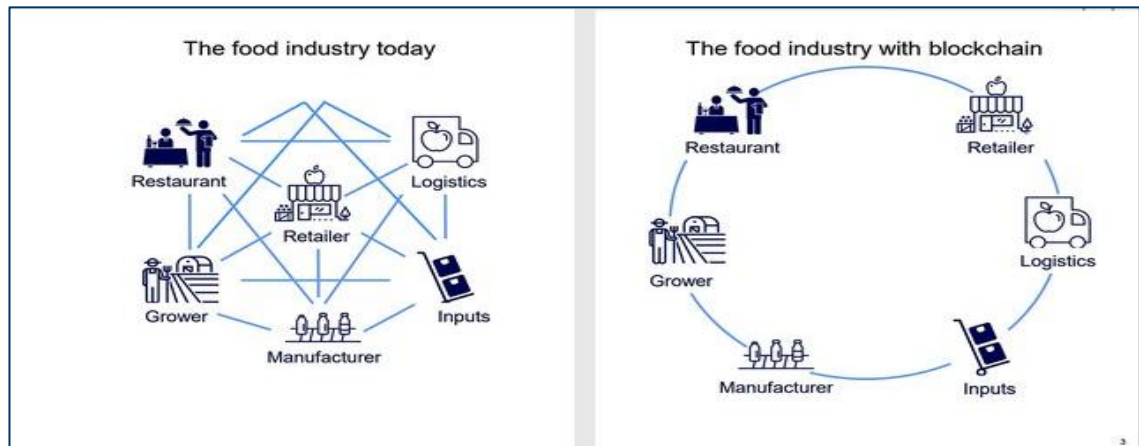 The food industry today
Restaurant
Logistics
Retailer
Grower
Inputs
Manufacturer
The food industry with blockchain
Restaurant
Retailer
Logistics
Grower
Inputs
Manufacturer
3